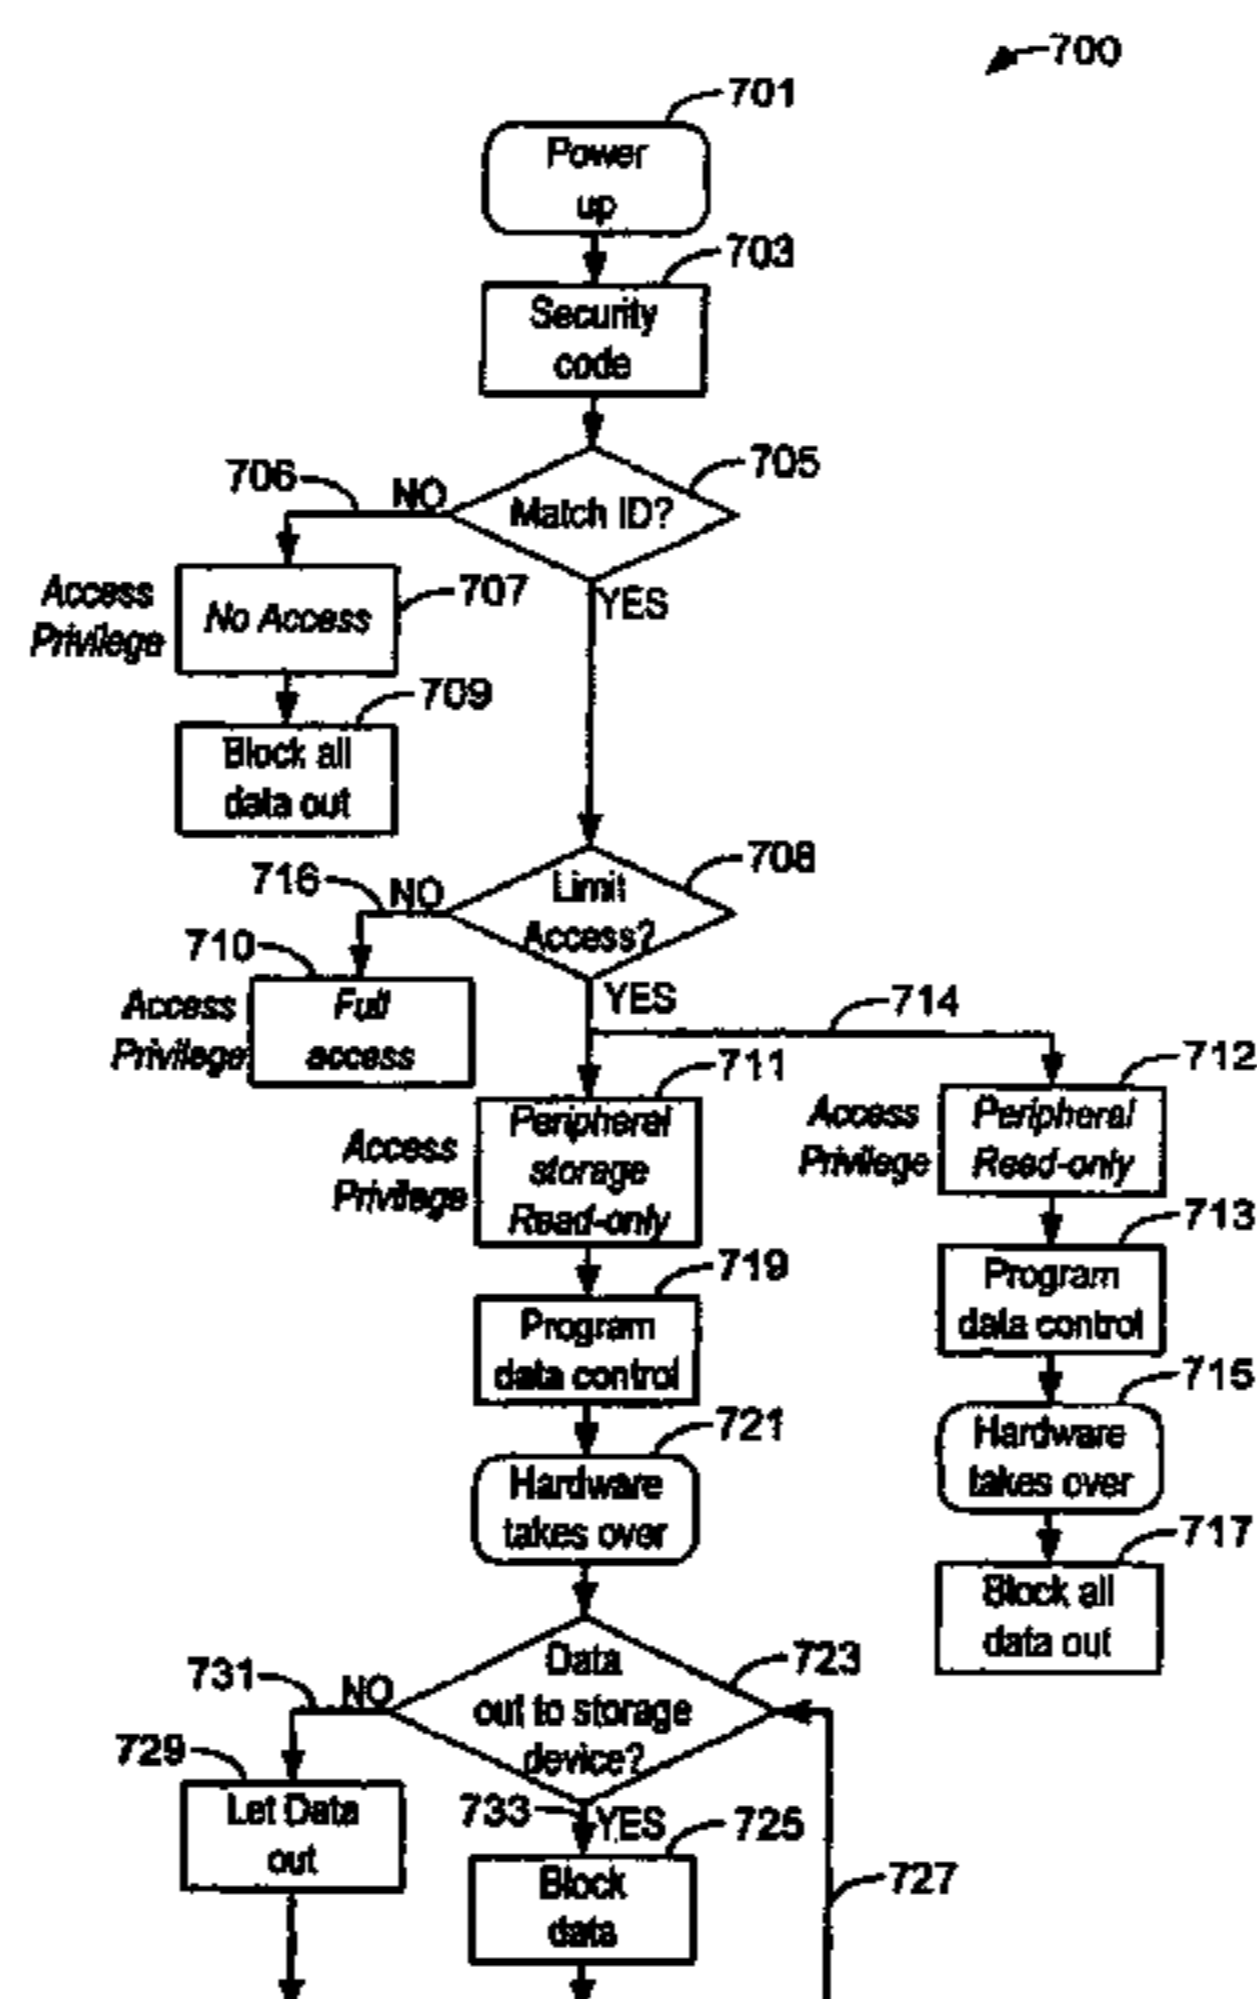 700
701
Power
up
703
Security
code
705
706
NO
Match ID?
YES
Access
Privilege
No Access
707
709
Block all
data out
708
716
NO
Limit
Access?
YES
710
Access
Privilege
Full
access
714
711
Access
Privilege
Peripheral
storage
Read-only
712
Access
Privilege
Peripheral
Read-only
719
Program
data control
713
Program
data control
721
Hardware
takes over
715
Hardware
takes over
717
Block all
data out
723
731
NO
Data
out to storage
device?
729
Let Data
out
733
YES
725
Block
data
727